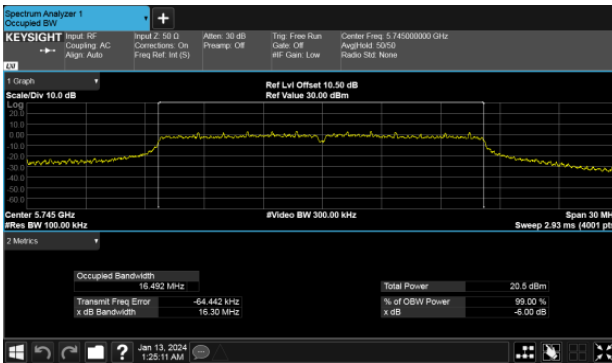 Spectrum Analyzer 1
Occupied BW
KEYSIGHT
Input: RF
Coupling: AC
Align: Auto
Input Z: 50 Ω
Corrections: On
Freq Ref: Int (S)
Atten: 30 dB
Preamp: Off
Trig: Free Run
Gate: Off
#IF Gain: Low
Center Freq: 5.745000000 GHz
Avg|Hold: 50/50
Radio Std: None
LXI
1 Graph
Scale/Div 10.0 dB
Ref Lvl Offset 10.50 dB
Ref Value 30.00 dBm
Log
20.0
10.0
0.00
-10.0
-20.0
-30.0
-40.0
-50.0
-60.0
Center 5.745 GHz
#Res BW 100.00 kHz
#Video BW 300.00 kHz
Span 30 MH
Sweep 2.93 ms (4001 pts
2 Metrics
Occupied Bandwidth
16.492 MHz
Transmit Freq Error -64.442 kHz
x dB Bandwidth 16.30 MHz
Total Power 20.5 dBm
% of OBW Power 99.00 %
x dB -6.00 dB
?
Jan 13, 2024
1:25:11 AM